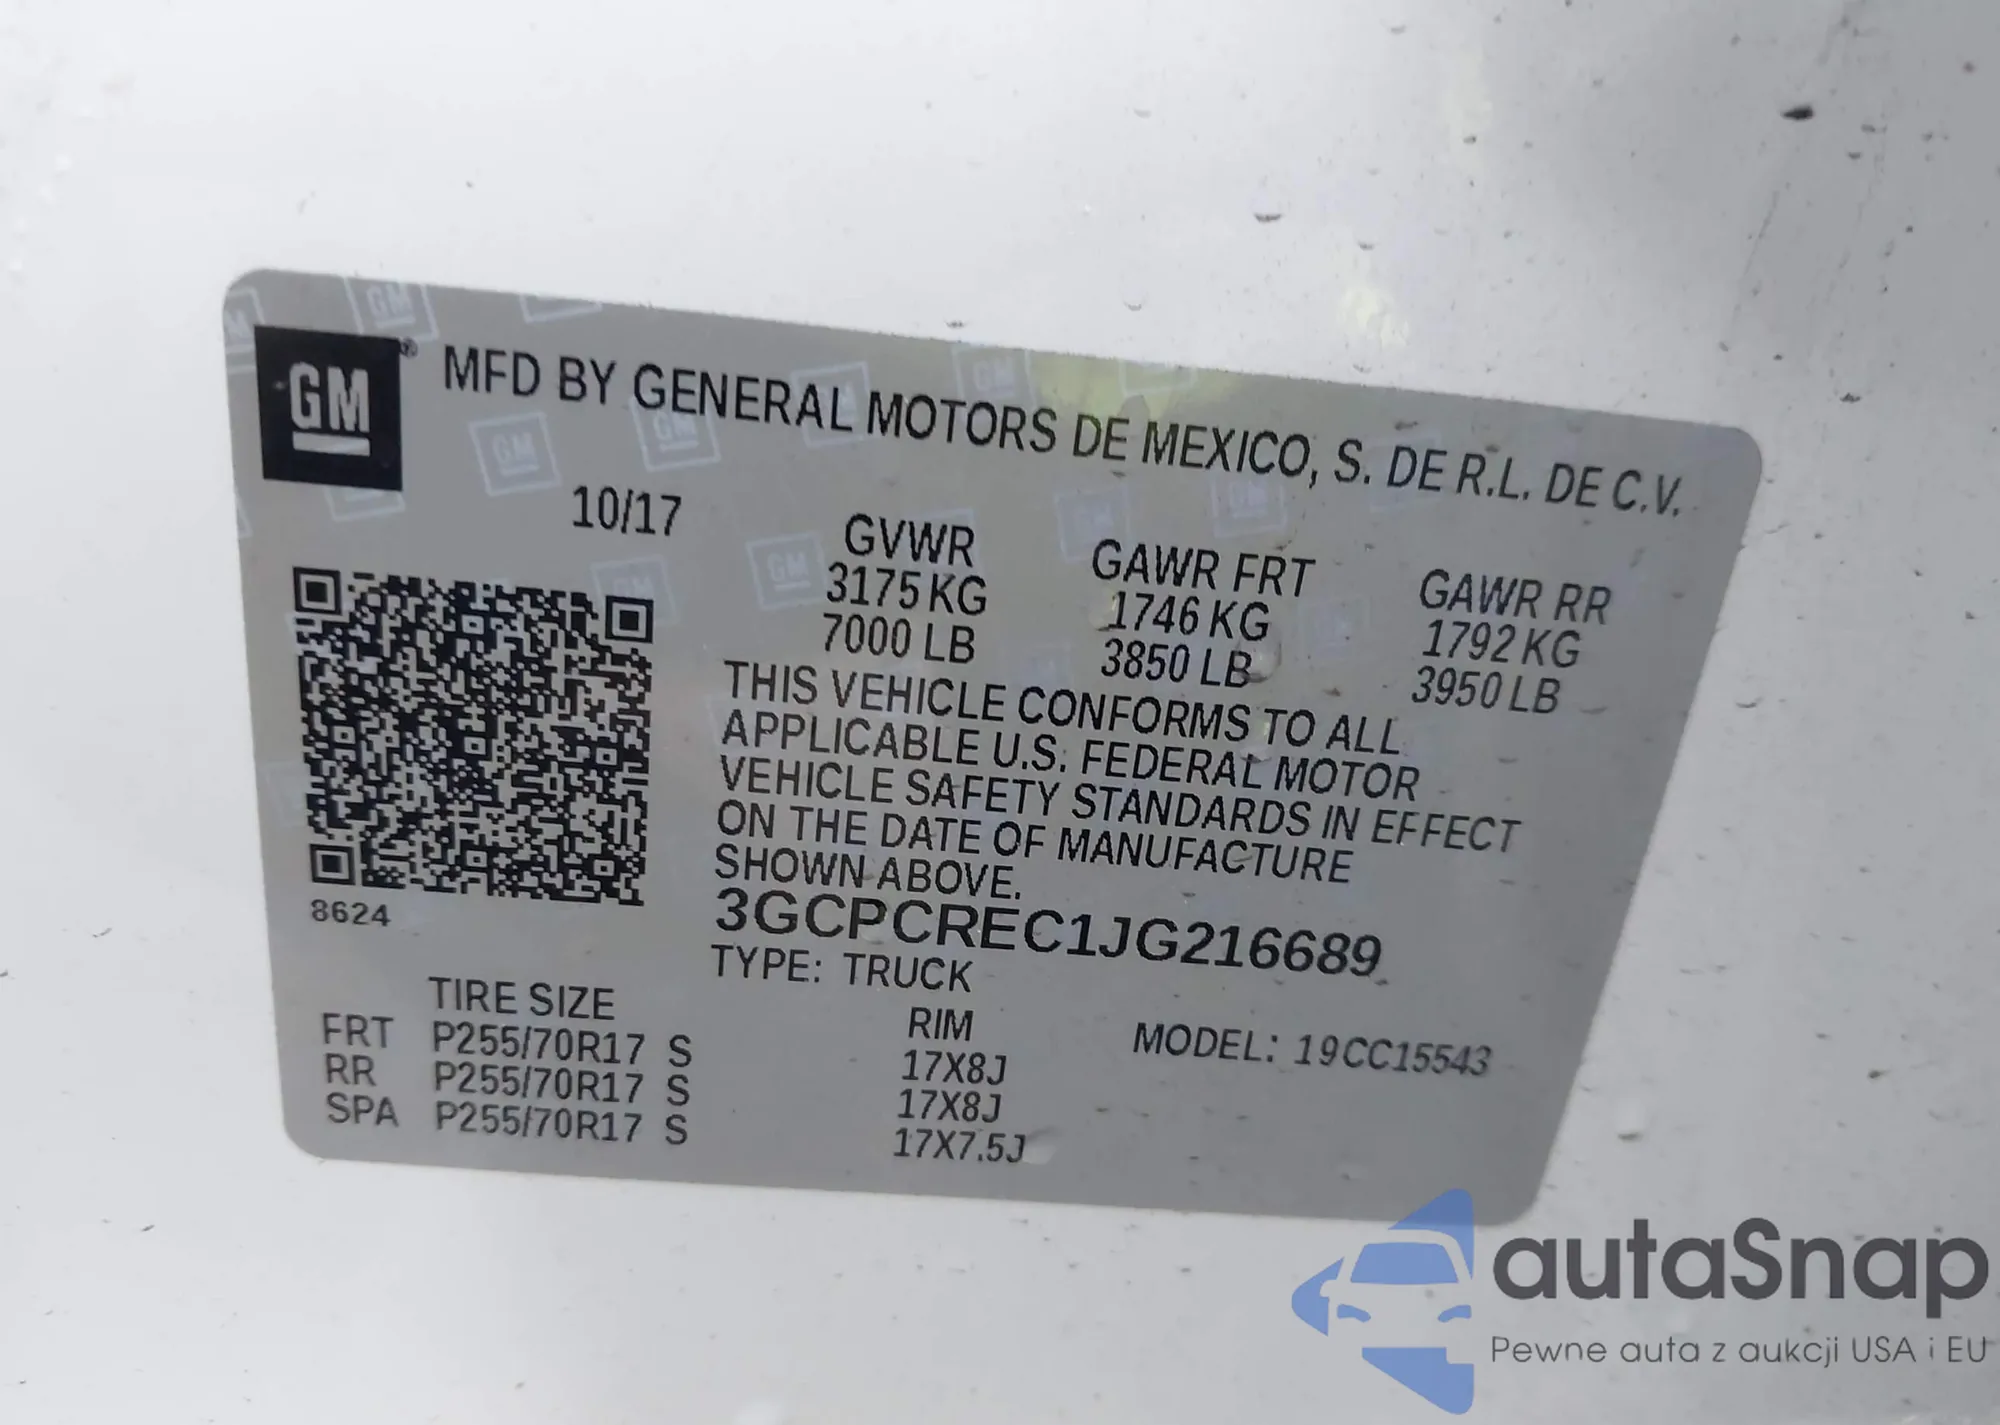 GM® MFD BY GENERAL MOTORS DE MEXICO, S. DE R.L. DE C.V.
10/17
GVWR GAWR FRT GAWR RR
3175 KG 1746 KG 1792 KG
7000 LB 3850 LB 3950 LB
THIS VEHICLE CONFORMS TO ALL
APPLICABLE U.S. FEDERAL MOTOR
VEHICLE SAFETY STANDARDS IN EFFECT
ON THE DATE OF MANUFACTURE
SHOWN ABOVE.
3GCPCREC1JG216689
TYPE: TRUCK
8624
TIRE SIZE RIM MODEL: 19CC15543
FRT P255/70R17 S 17X8J
RR P255/70R17 S 17X8J
SPA P255/70R17 S 17X7.5J
autaSnap
Pewne auta z aukcji USA i EU